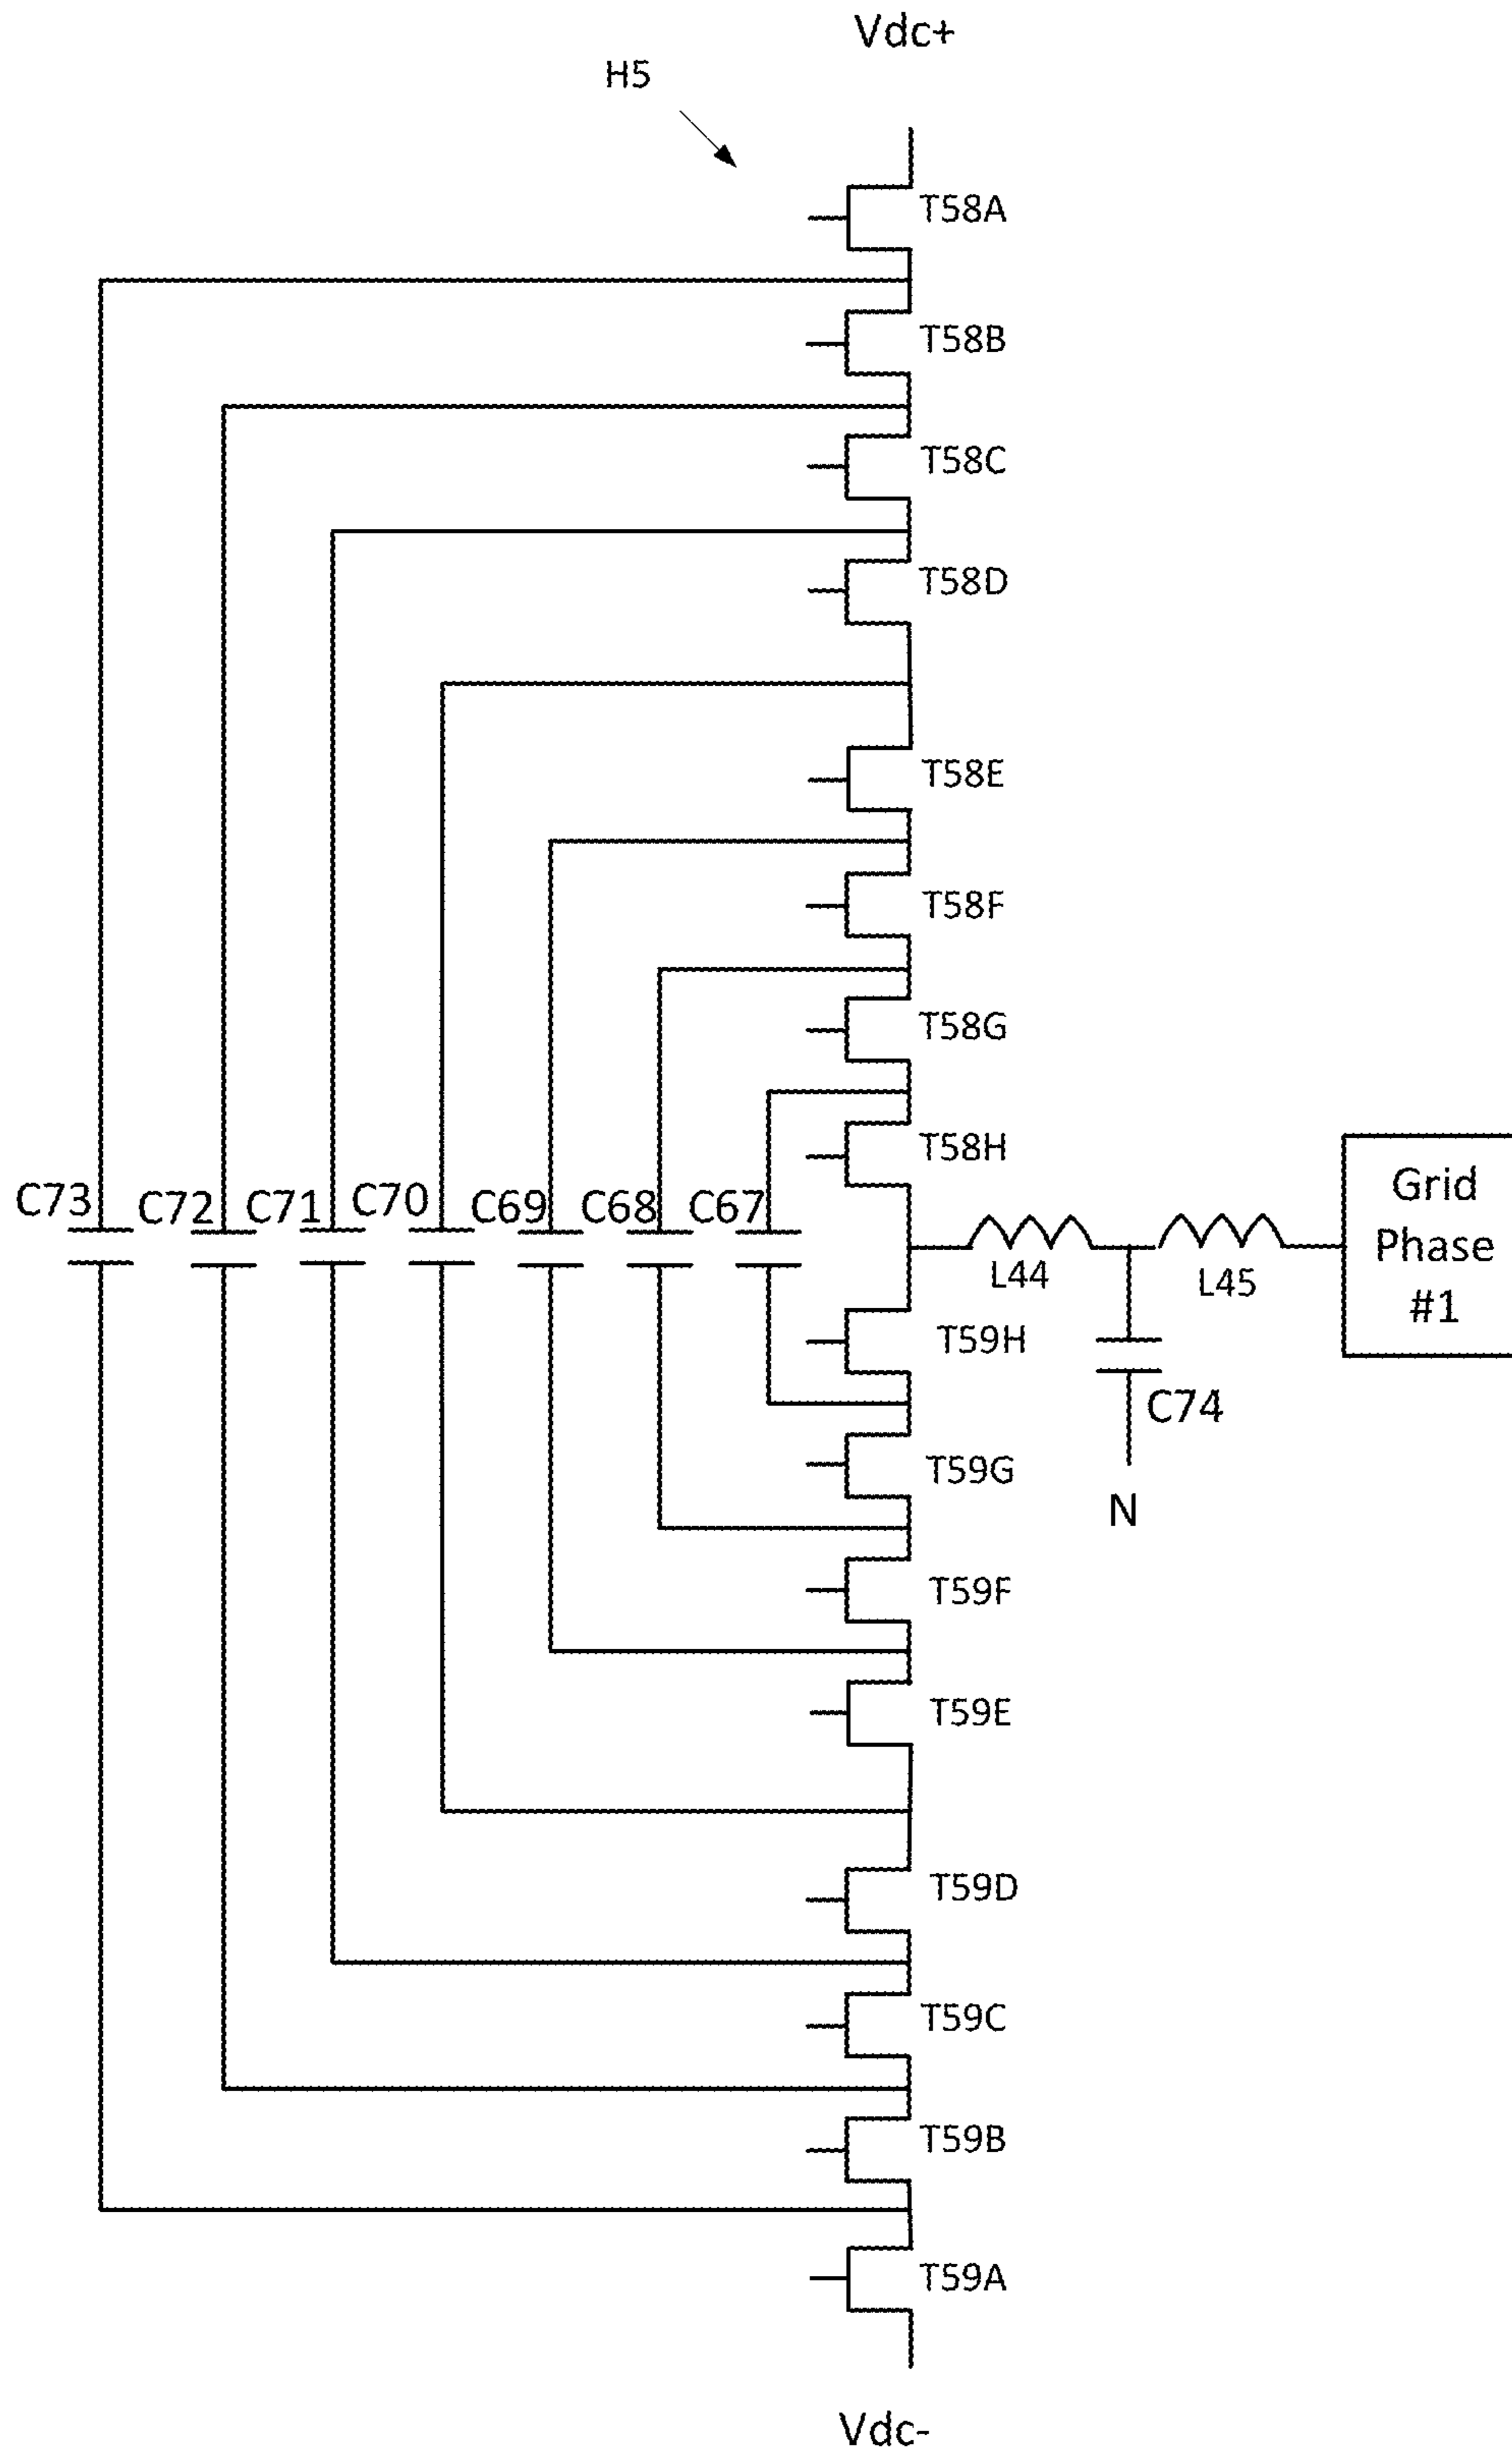 Vdc+
H5
T58A
T58B
T58C
T58D
T58E
T58F
T58G
T58H
C73
C72
C71
C70
C69
C68
C67
L44
L45
Grid
Phase
#1
T59H
C74
N
T59G
T59F
T59E
T59D
T59C
T59B
T59A
Vdc-